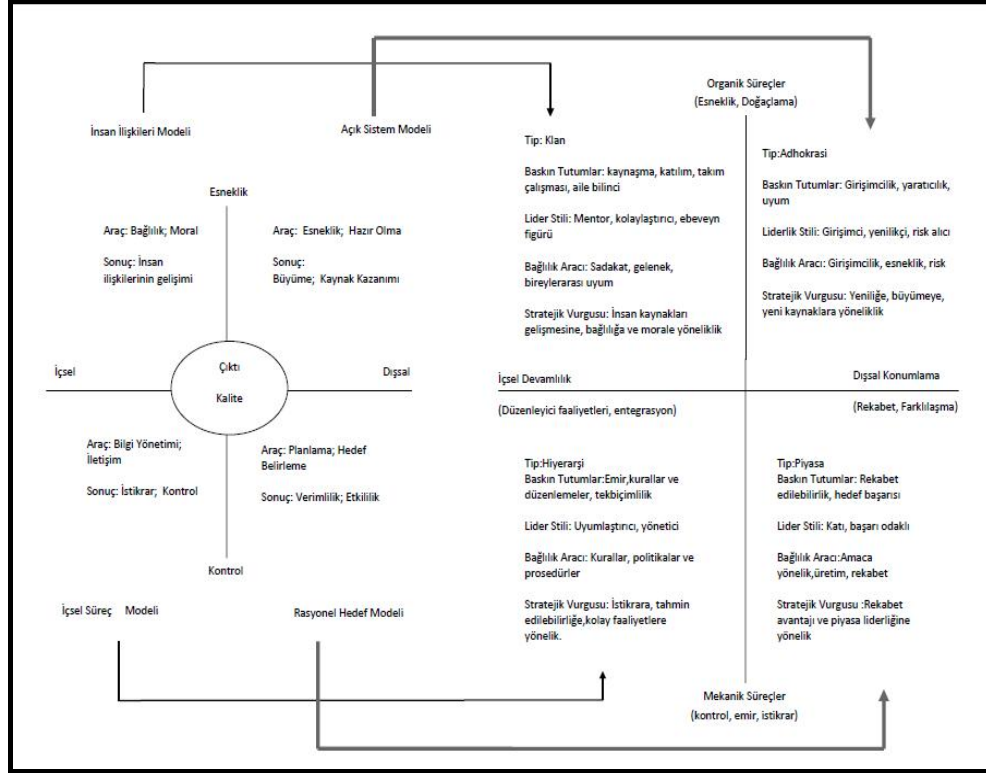 İnsan İlişkileri Modeli
Açık Sistem Modeli
Esneklik
Araç: Bağlılık; Moral
Sonuç: İnsan
ilişkilerinin gelişimi
Araç: Esneklik; Hazır Olma
Sonuç:
Büyüme; Kaynak Kazanımı
İçsel
Çıktı
Kalite
Dışsal
Araç: Bilgi Yönetimi;
İletişim
Sonuç: İstikrar; Kontrol
Araç: Planlama; Hedef
Belirleme
Sonuç: Verimlilik; Etkililik
Kontrol
İçsel Süreç Modeli
Rasyonel Hedef Modeli
Organik Süreçler
(Esneklik, Doğaçlama)
Tip: Klan
Baskın Tutumlar: kaynaşma, katılım, takım
çalışması, aile bilinci
Lider Stili: Mentor, kolaylaştırıcı, ebeveyn
figürü
Bağlılık Aracı: Sadakat, gelenek,
bireylerarası uyum
Stratejik Vurgusu: İnsan kaynakları
gelişmesine, bağlılığa ve morale yöneliklik
Tip:Adhokrasi
Baskın Tutumlar: Girişimcilik, yaratıcılık,
uyum
Liderlik Stili: Girişimci, yenilikçi, risk alıcı
Bağlılık Aracı: Girişimcilik, esneklik, risk
Stratejik Vurgusu: Yeniliğe, büyümeye,
yeni kaynaklara yöneliklik
İçsel Devamlılık
(Düzenleyici faaliyetleri, entegrasyon)
Dışsal Konumlama
(Rekabet, Farklılaşma)
Tip:Hiyerarşi
Baskın Tutumlar:Emir,kurallar ve
düzenlemeler, tekbiçimlilik
Lider Stili: Uyumlaştırıcı, yönetici
Bağlılık Aracı: Kurallar, politikalar ve
prosedürler
Stratejik Vurgusu: İstikrara, tahmin
edilebilirliğe,kolay faaliyetlere
yönelik.
Tip:Piyasa
Baskın Tutumlar: Rekabet
edilebilirlik, hedef başarısı
Lider Stili: Katı, başarı odaklı
Bağlılık Aracı:Amaca
yönelik,üretim, rekabet
Stratejik Vurgusu :Rekabet
avantajı ve piyasa liderliğine
yönelik
Mekanik Süreçler
(kontrol, emir, istikrar)